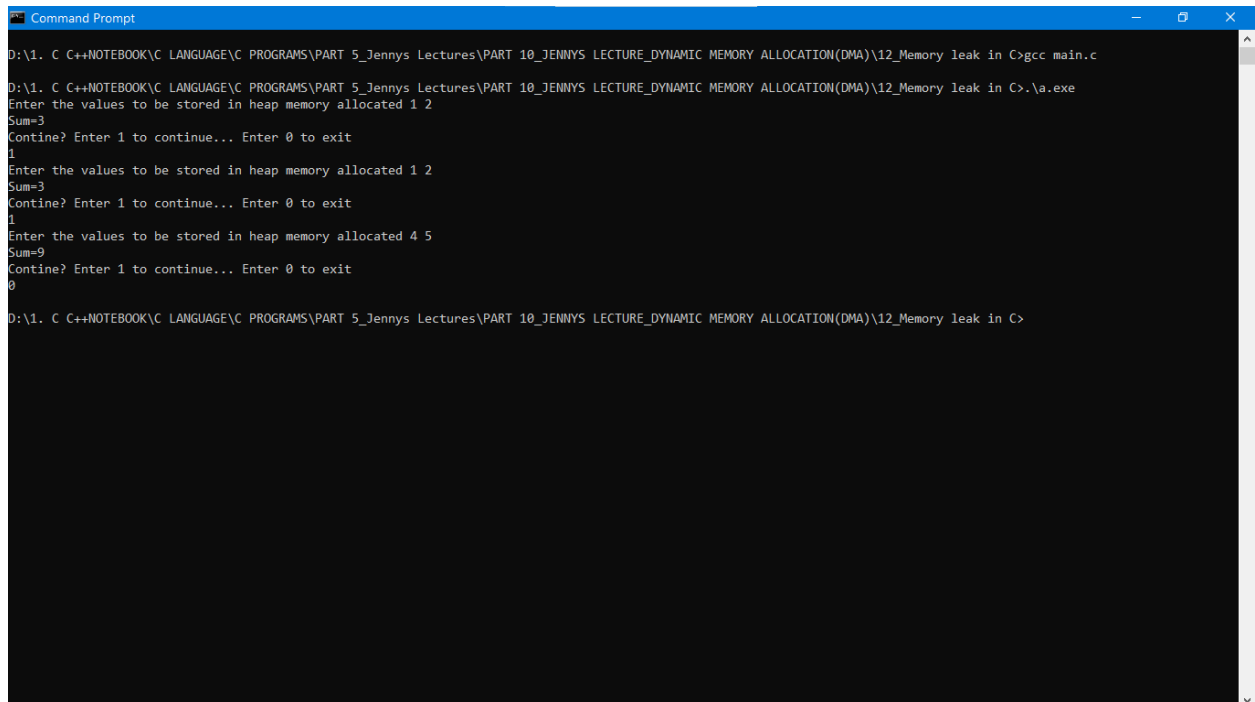 Command Prompt
D:\1. C C++NOTEBOOK\C LANGUAGE\C PROGRAMS\PART 5_Jennys Lectures\PART 10_JENNYS LECTURE_DYNAMIC MEMORY ALLOCATION(DMA)\12_Memory leak in C>gcc main.c
D:\1. C C++NOTEBOOK\C LANGUAGE\C PROGRAMS\PART 5_Jennys Lectures\PART 10_JENNYS LECTURE_DYNAMIC MEMORY ALLOCATION(DMA)\12_Memory leak in C>.\a.exe
Enter the values to be stored in heap memory allocated 1 2
Sum=3
Contine? Enter 1 to continue... Enter 0 to exit
1
Enter the values to be stored in heap memory allocated 1 2
Sum=3
Contine? Enter 1 to continue... Enter 0 to exit
1
Enter the values to be stored in heap memory allocated 4 5
Sum=9
Contine? Enter 1 to continue... Enter 0 to exit
0
D:\1. C C++NOTEBOOK\C LANGUAGE\C PROGRAMS\PART 5_Jennys Lectures\PART 10_JENNYS LECTURE_DYNAMIC MEMORY ALLOCATION(DMA)\12_Memory leak in C>